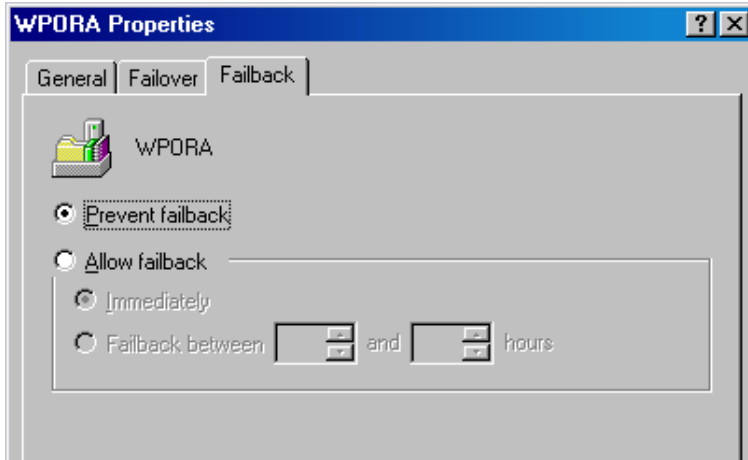 WPORA Properties
General Failover Failback
WPORA
Prevent failback
Allow failback
Immediately
Failback between and hours